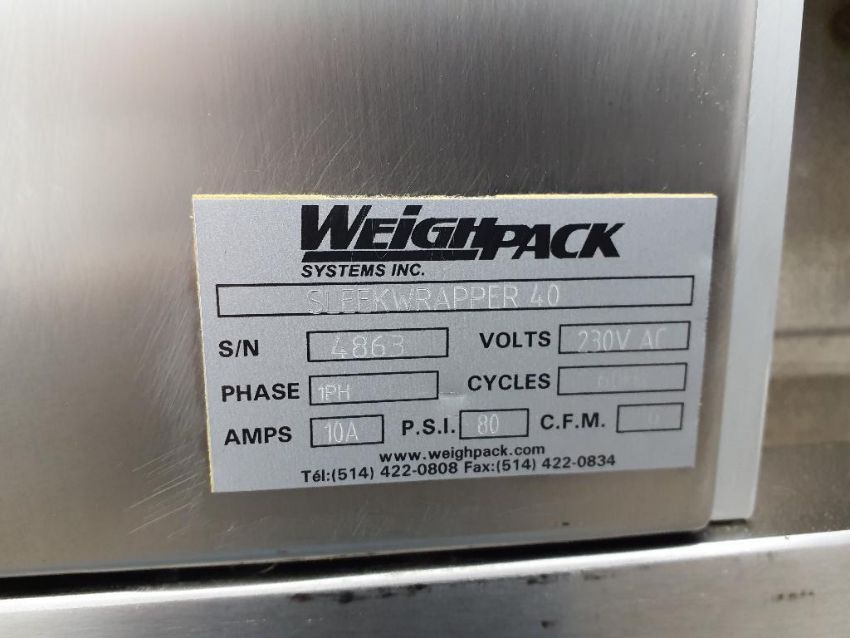 WEIGHPACK
SYSTEMS INC.
SLEEKWRAPPER 40
S/N 4863 VOLTS 230V AC
PHASE 1PH CYCLES
AMPS 10A P.S.I. 80 C.F.M.
www.weighpack.com
Tél:(514) 422-0808 Fax:(514) 422-0834